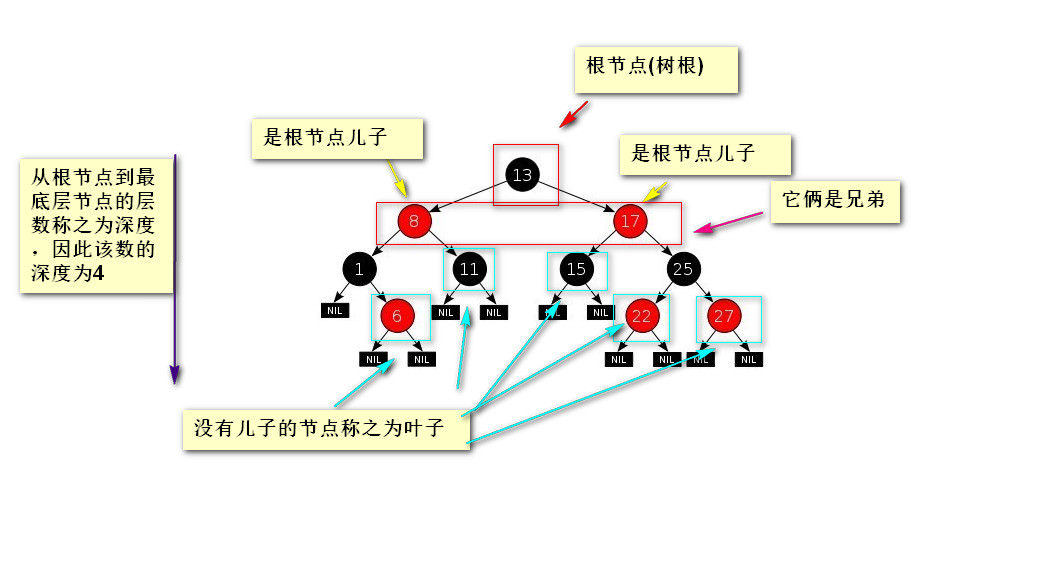 根节点(树根)
是根节点儿子
是根节点儿子
从根节点到最
底层节点的层
数称之为深度
，因此该数的
深度为4
它俩是兄弟
13
8
17
1
11
15
25
NIL
6
NIL
NIL
NIL
NIL
22
27
NIL
NIL
NIL
NIL
NIL
NIL
没有儿子的节点称之为叶子